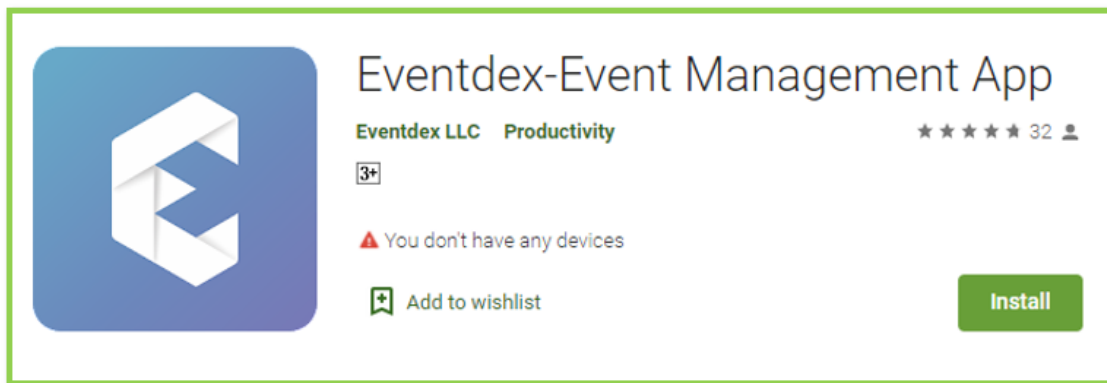 Eventdex-Event Management App
Eventdex LLC Productivity 32
3+
You don't have any devices
Add to wishlist
Install